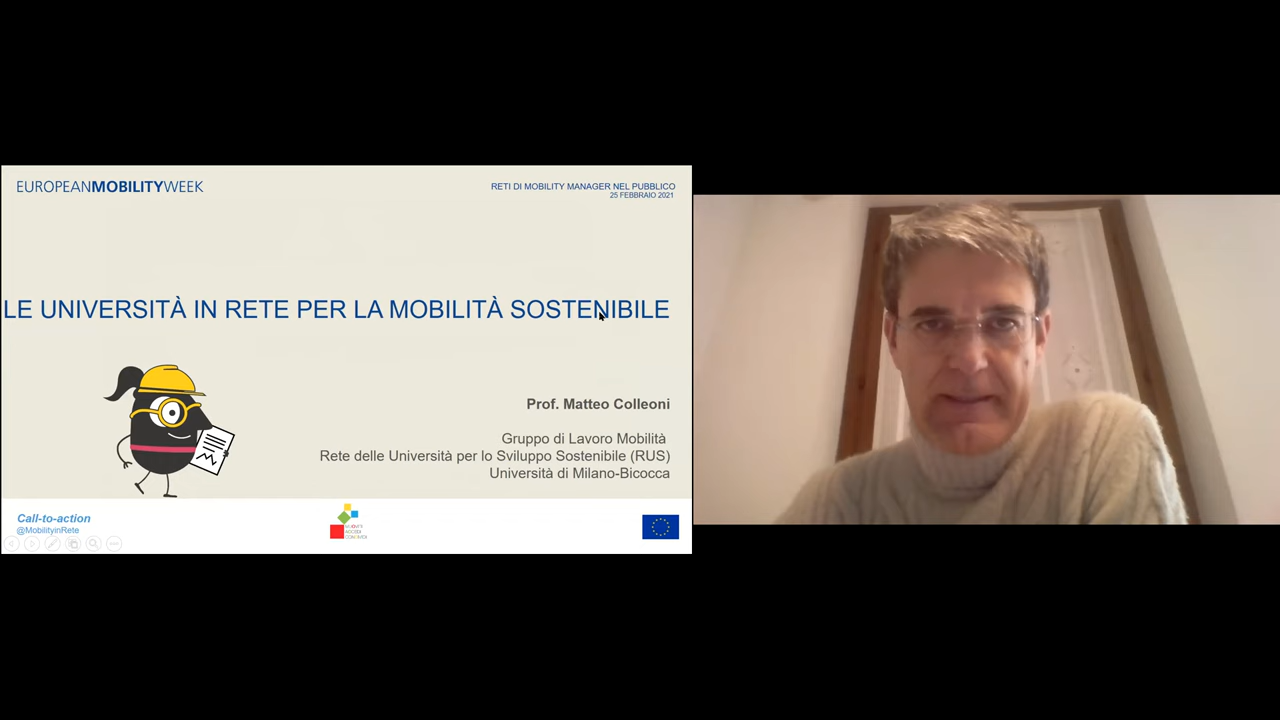 EUROPEANMOBILITYWEEK
RETI DI MOBILITY MANAGER NEL PUBBLICO
25 FEBBRAIO 2021
LE UNIVERSITÀ IN RETE PER LA MOBILITÀ SOSTENIBILE
Prof. Matteo Colleoni
Gruppo di Lavoro Mobilità
Rete delle Università per lo Sviluppo Sostenibile (RUS)
Università di Milano-Bicocca
Call-to-action
@MobilityinRete